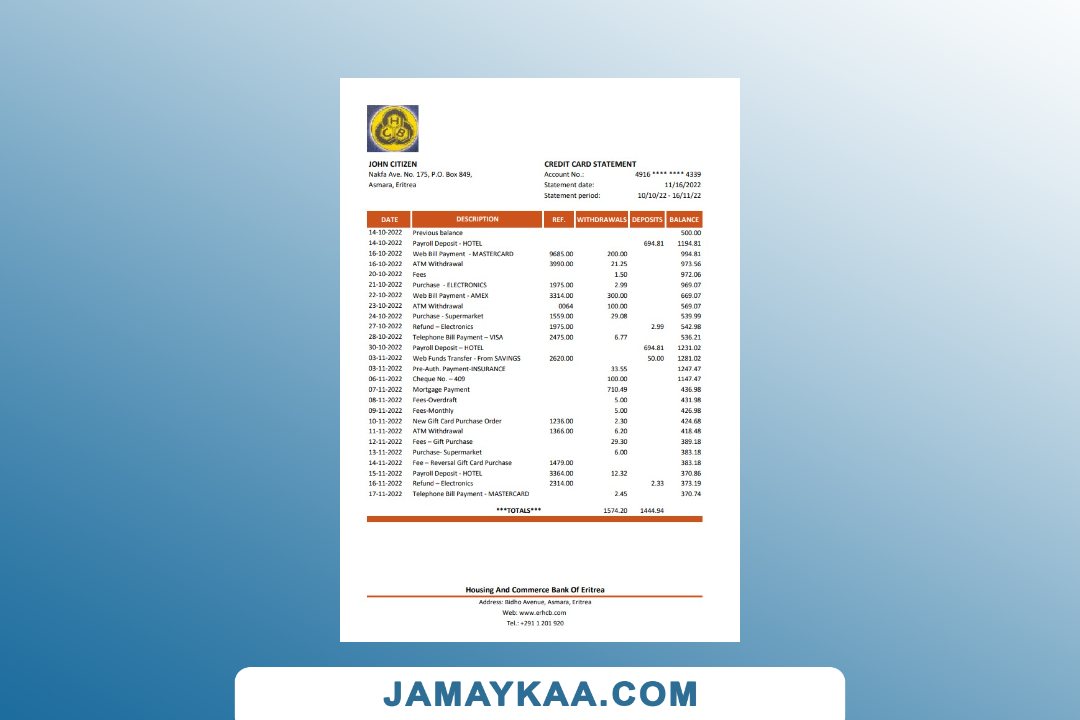 H
C B
JOHN CITIZEN
Nakfa Ave. No. 175, P.O. Box 849,
Asmara, Eritrea
CREDIT CARD STATEMENT
Account No.: 4916 **** **** 4339
Statement date: 11/16/2022
Statement period: 10/10/22 - 16/11/22
DATE DESCRIPTION REF. WITHDRAWALS DEPOSITS BALANCE
14-10-2022 Previous balance 500.00
14-10-2022 Payroll Deposit - HOTEL 694.81 1194.81
16-10-2022 Web Bill Payment - MASTERCARD 9685.00 200.00 994.81
16-10-2022 ATM Withdrawal 3990.00 21.25 973.56
20-10-2022 Fees 1.50 972.06
21-10-2022 Purchase - ELECTRONICS 1975.00 2.99 969.07
22-10-2022 Web Bill Payment - AMEX 3314.00 300.00 669.07
23-10-2022 ATM Withdrawal 0064 100.00 569.07
24-10-2022 Purchase - Supermarket 1559.00 29.08 539.99
27-10-2022 Refund – Electronics 1975.00 2.99 542.98
28-10-2022 Telephone Bill Payment – VISA 2475.00 6.77 536.21
30-10-2022 Payroll Deposit – HOTEL 694.81 1231.02
03-11-2022 Web Funds Transfer - From SAVINGS 2620.00 50.00 1281.02
03-11-2022 Pre-Auth. Payment-INSURANCE 33.55 1247.47
06-11-2022 Cheque No. – 409 100.00 1147.47
07-11-2022 Mortgage Payment 710.49 436.98
08-11-2022 Fees-Overdraft 5.00 431.98
09-11-2022 Fees-Monthly 5.00 426.98
10-11-2022 New Gift Card Purchase Order 1236.00 2.30 424.68
11-11-2022 ATM Withdrawal 1366.00 6.20 418.48
12-11-2022 Fees – Gift Purchase 29.30 389.18
13-11-2022 Purchase- Supermarket 6.00 383.18
14-11-2022 Fee – Reversal Gift Card Purchase 1479.00 383.18
15-11-2022 Payroll Deposit - HOTEL 3364.00 12.32 370.86
16-11-2022 Refund – Electronics 2314.00 2.33 373.19
17-11-2022 Telephone Bill Payment - MASTERCARD 2.45 370.74
***TOTALS*** 1574.20 1444.94
Housing And Commerce Bank Of Eritrea
Address: Bidho Avenue, Asmara, Eritrea
Web: www.erhcb.com
Tel.: +291 1 201 920
JAMAYKAA.COM